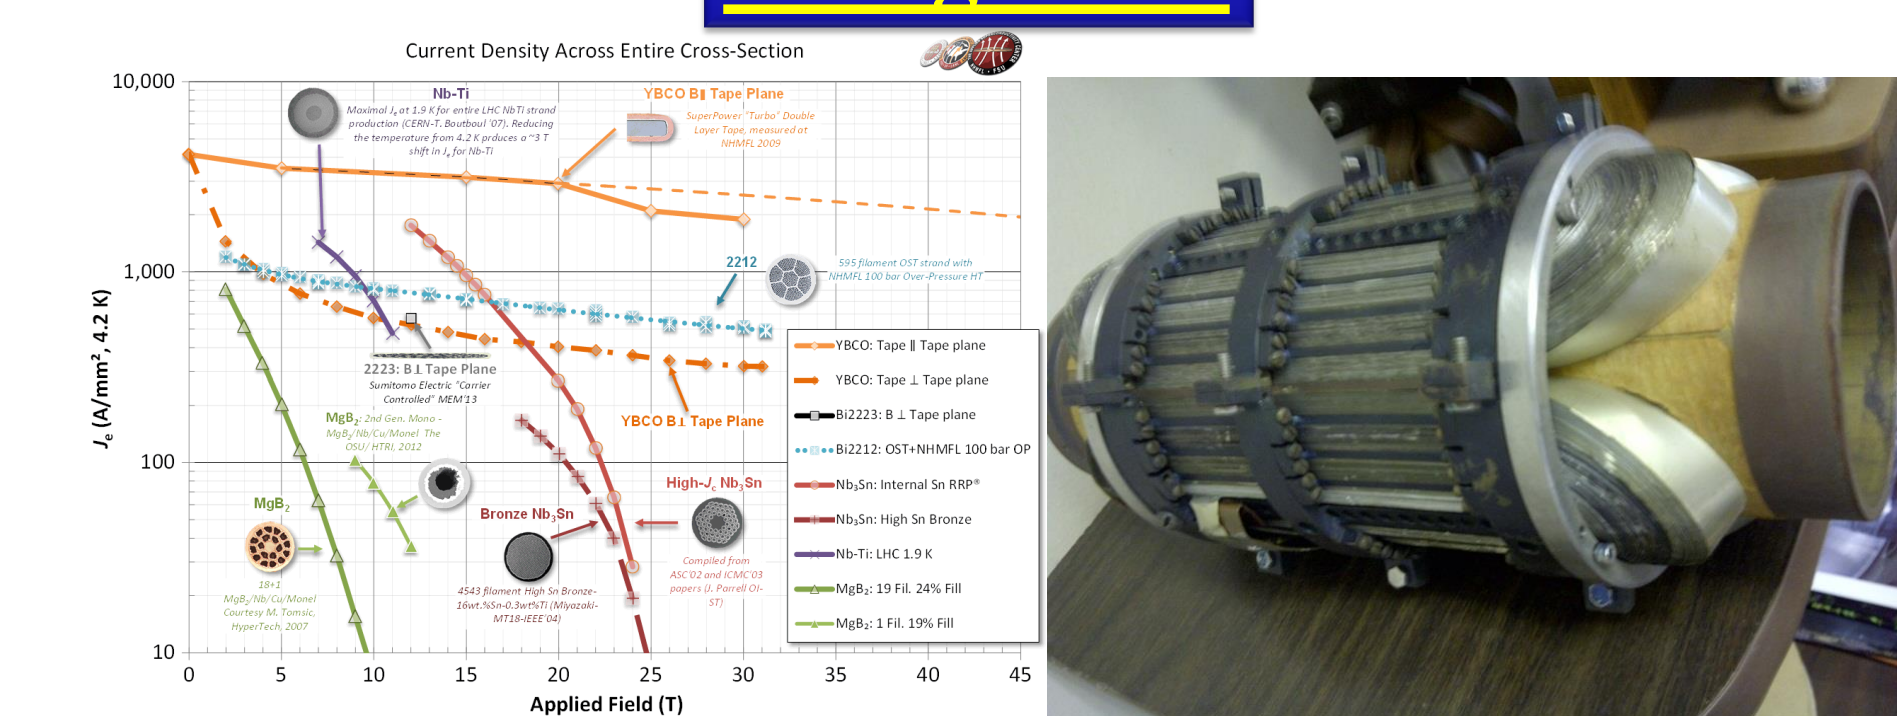 Current Density Across Entire Cross-Section
10,000
1,000
100
10
Jₑ (A/mm², 4.2 K)
0 5 10 15 20 25 30 35 40 45
Applied Field (T)
Nb-Ti
Maximal Jₑ at 1.9 K for entire LHC NbTi strand
production (CERN-T. Boutboul '07). Reducing
the temperature from 4.2 K prduces a ~3 T
shift in Jₑ for Nb-Ti
YBCO B∥ Tape Plane
SuperPower "Turbo" Double
Layer Tape, measured at
NHMFL 2009
2212
595 filament OST strand with
NHMFL 100 bar Over-Pressure HT
2223: B⊥ Tape Plane
Sumitomo Electric "Carrier
Controlled" MEM'13
YBCO B⊥ Tape Plane
MgB₂: 2nd Gen. Mono -
MgB₂/Nb/Cu/Monel The
OSU/HTRI, 2012
MgB₂
18+1
MgB₂/Nb/Cu/Monel
Courtesy M. Tomsic,
HyperTech, 2007
Bronze Nb₃Sn
4543 filament High Sn Bronze-
16wt.%Sn-0.3wt%Ti (Miyazaki-
MT18-IEEE'04)
High-Jc Nb₃Sn
Compiled from
ASC'02 and ICMC'03
papers (J. Parrell OI-
ST)
YBCO: Tape ∥ Tape plane
YBCO: Tape ⊥ Tape plane
Bi2223: B ⊥ Tape plane
Bi2212: OST+NHMFL 100 bar OP
Nb₃Sn: Internal Sn RRP®
Nb₃Sn: High Sn Bronze
Nb-Ti: LHC 1.9 K
MgB₂: 19 Fil. 24% Fill
MgB₂: 1 Fil. 19% Fill